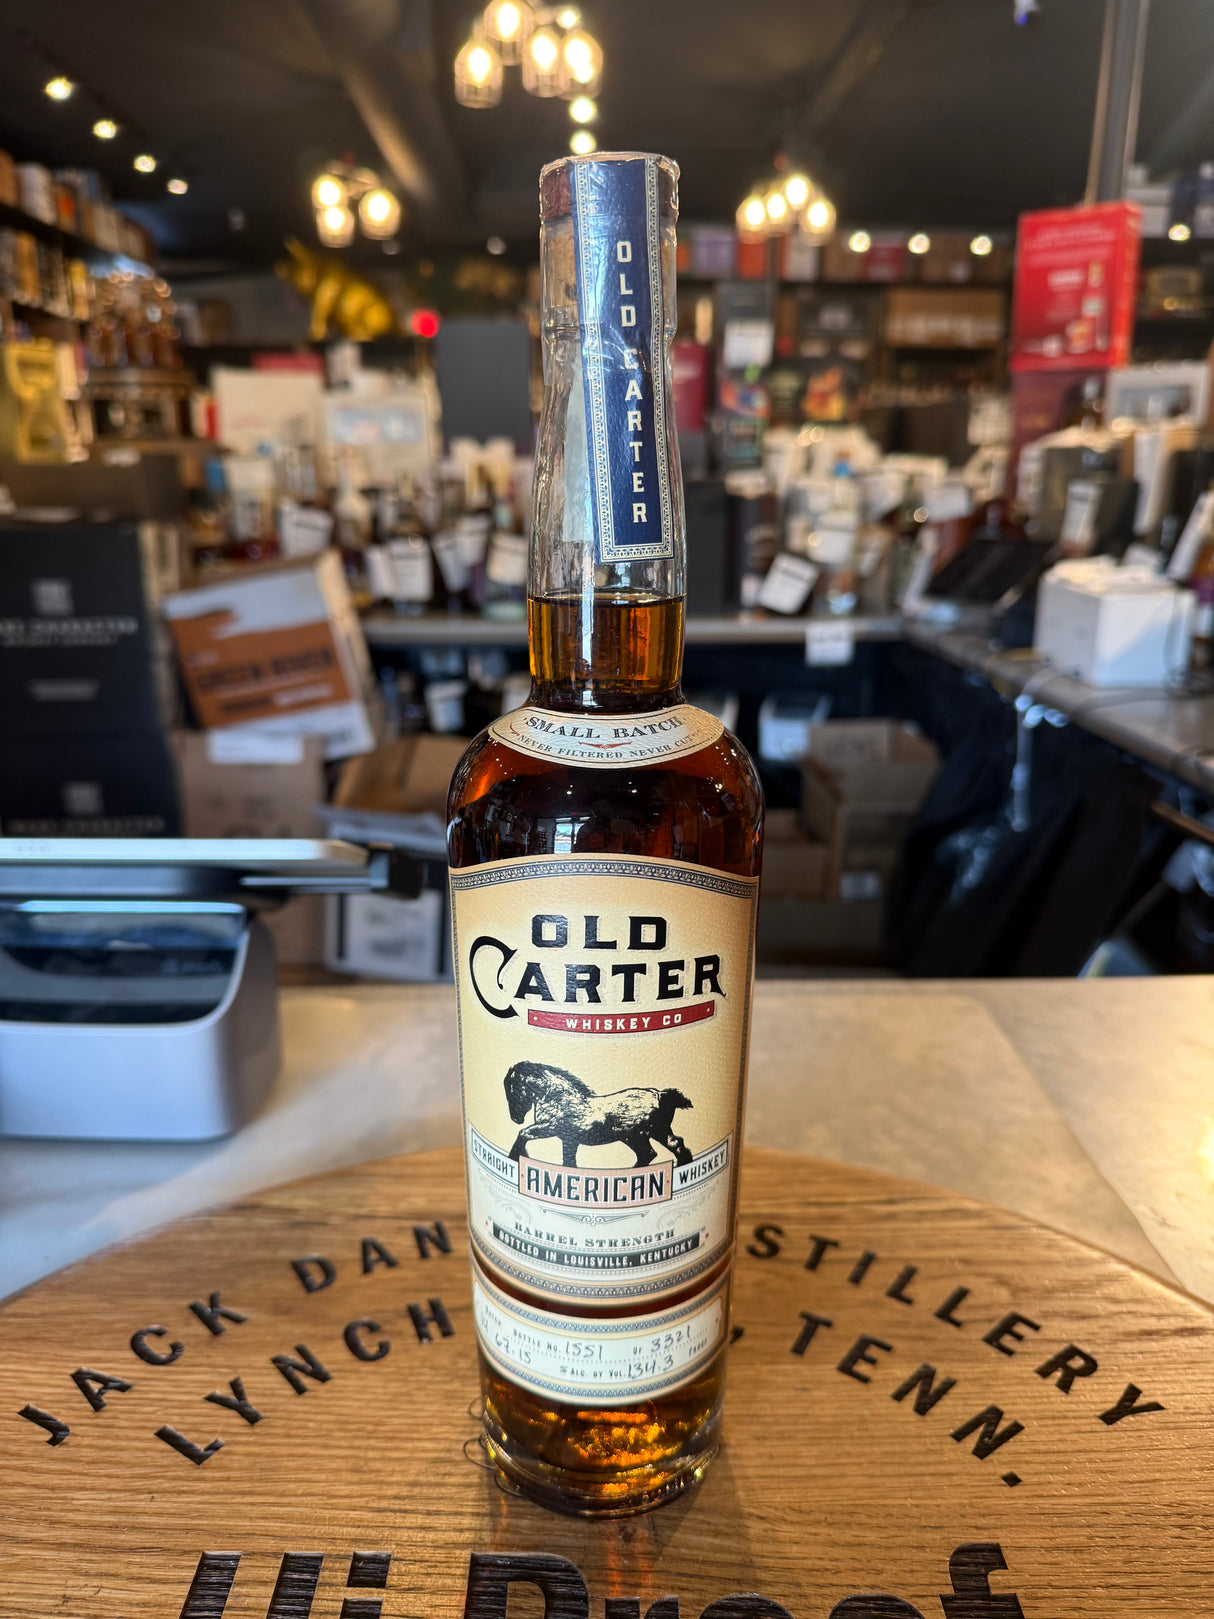 OLD CARTER
SMALL BATCH
NEVER FILTERED NEVER CUT
OLD
CARTER
WHISKEY CO
STRAIGHT AMERICAN WHISKEY
BARREL STRENGTH
BOTTLED IN LOUISVILLE, KENTUCKY
BATCH BOTTLE NO. 1551 OF 3321
67.15 % ALC. BY VOL. 134.3 PROOF
JACK DAN STILLERY
LYNCH , TENN.
Hi Proof
GREEN RIVER